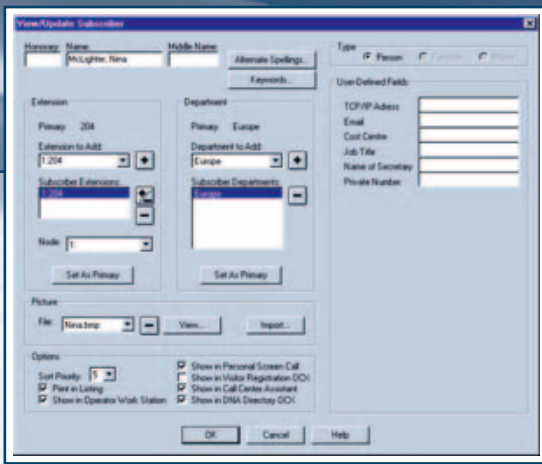 View/Update Subscriber
Honorary: Name: Middle Name:
McLighter, Nina
Alternate Spellings...
Keywords...
Type
Person
Extension
Primary: 204
Extension to Add:
1:204
Subscriber Extensions:
1:204
Node: 1:
Set As Primary
Department
Primary: Europe
Department to Add:
Europe
Subscriber Departments:
Europe
Set As Primary
User-Defined Fields
TCP/IP Adress
Email
Cost Centre
Job Title
Name of Secretary
Private Number
Picture
File: Nina.bmp
View...
Import...
Options
Sort Priority: 5
Print in Listing
Show in Operator Work Station
Show in Personal Screen Call
Show in Visitor Registration OCX
Show in Call Center Assistant
Show in DNA Directory OCX
OK
Cancel
Help